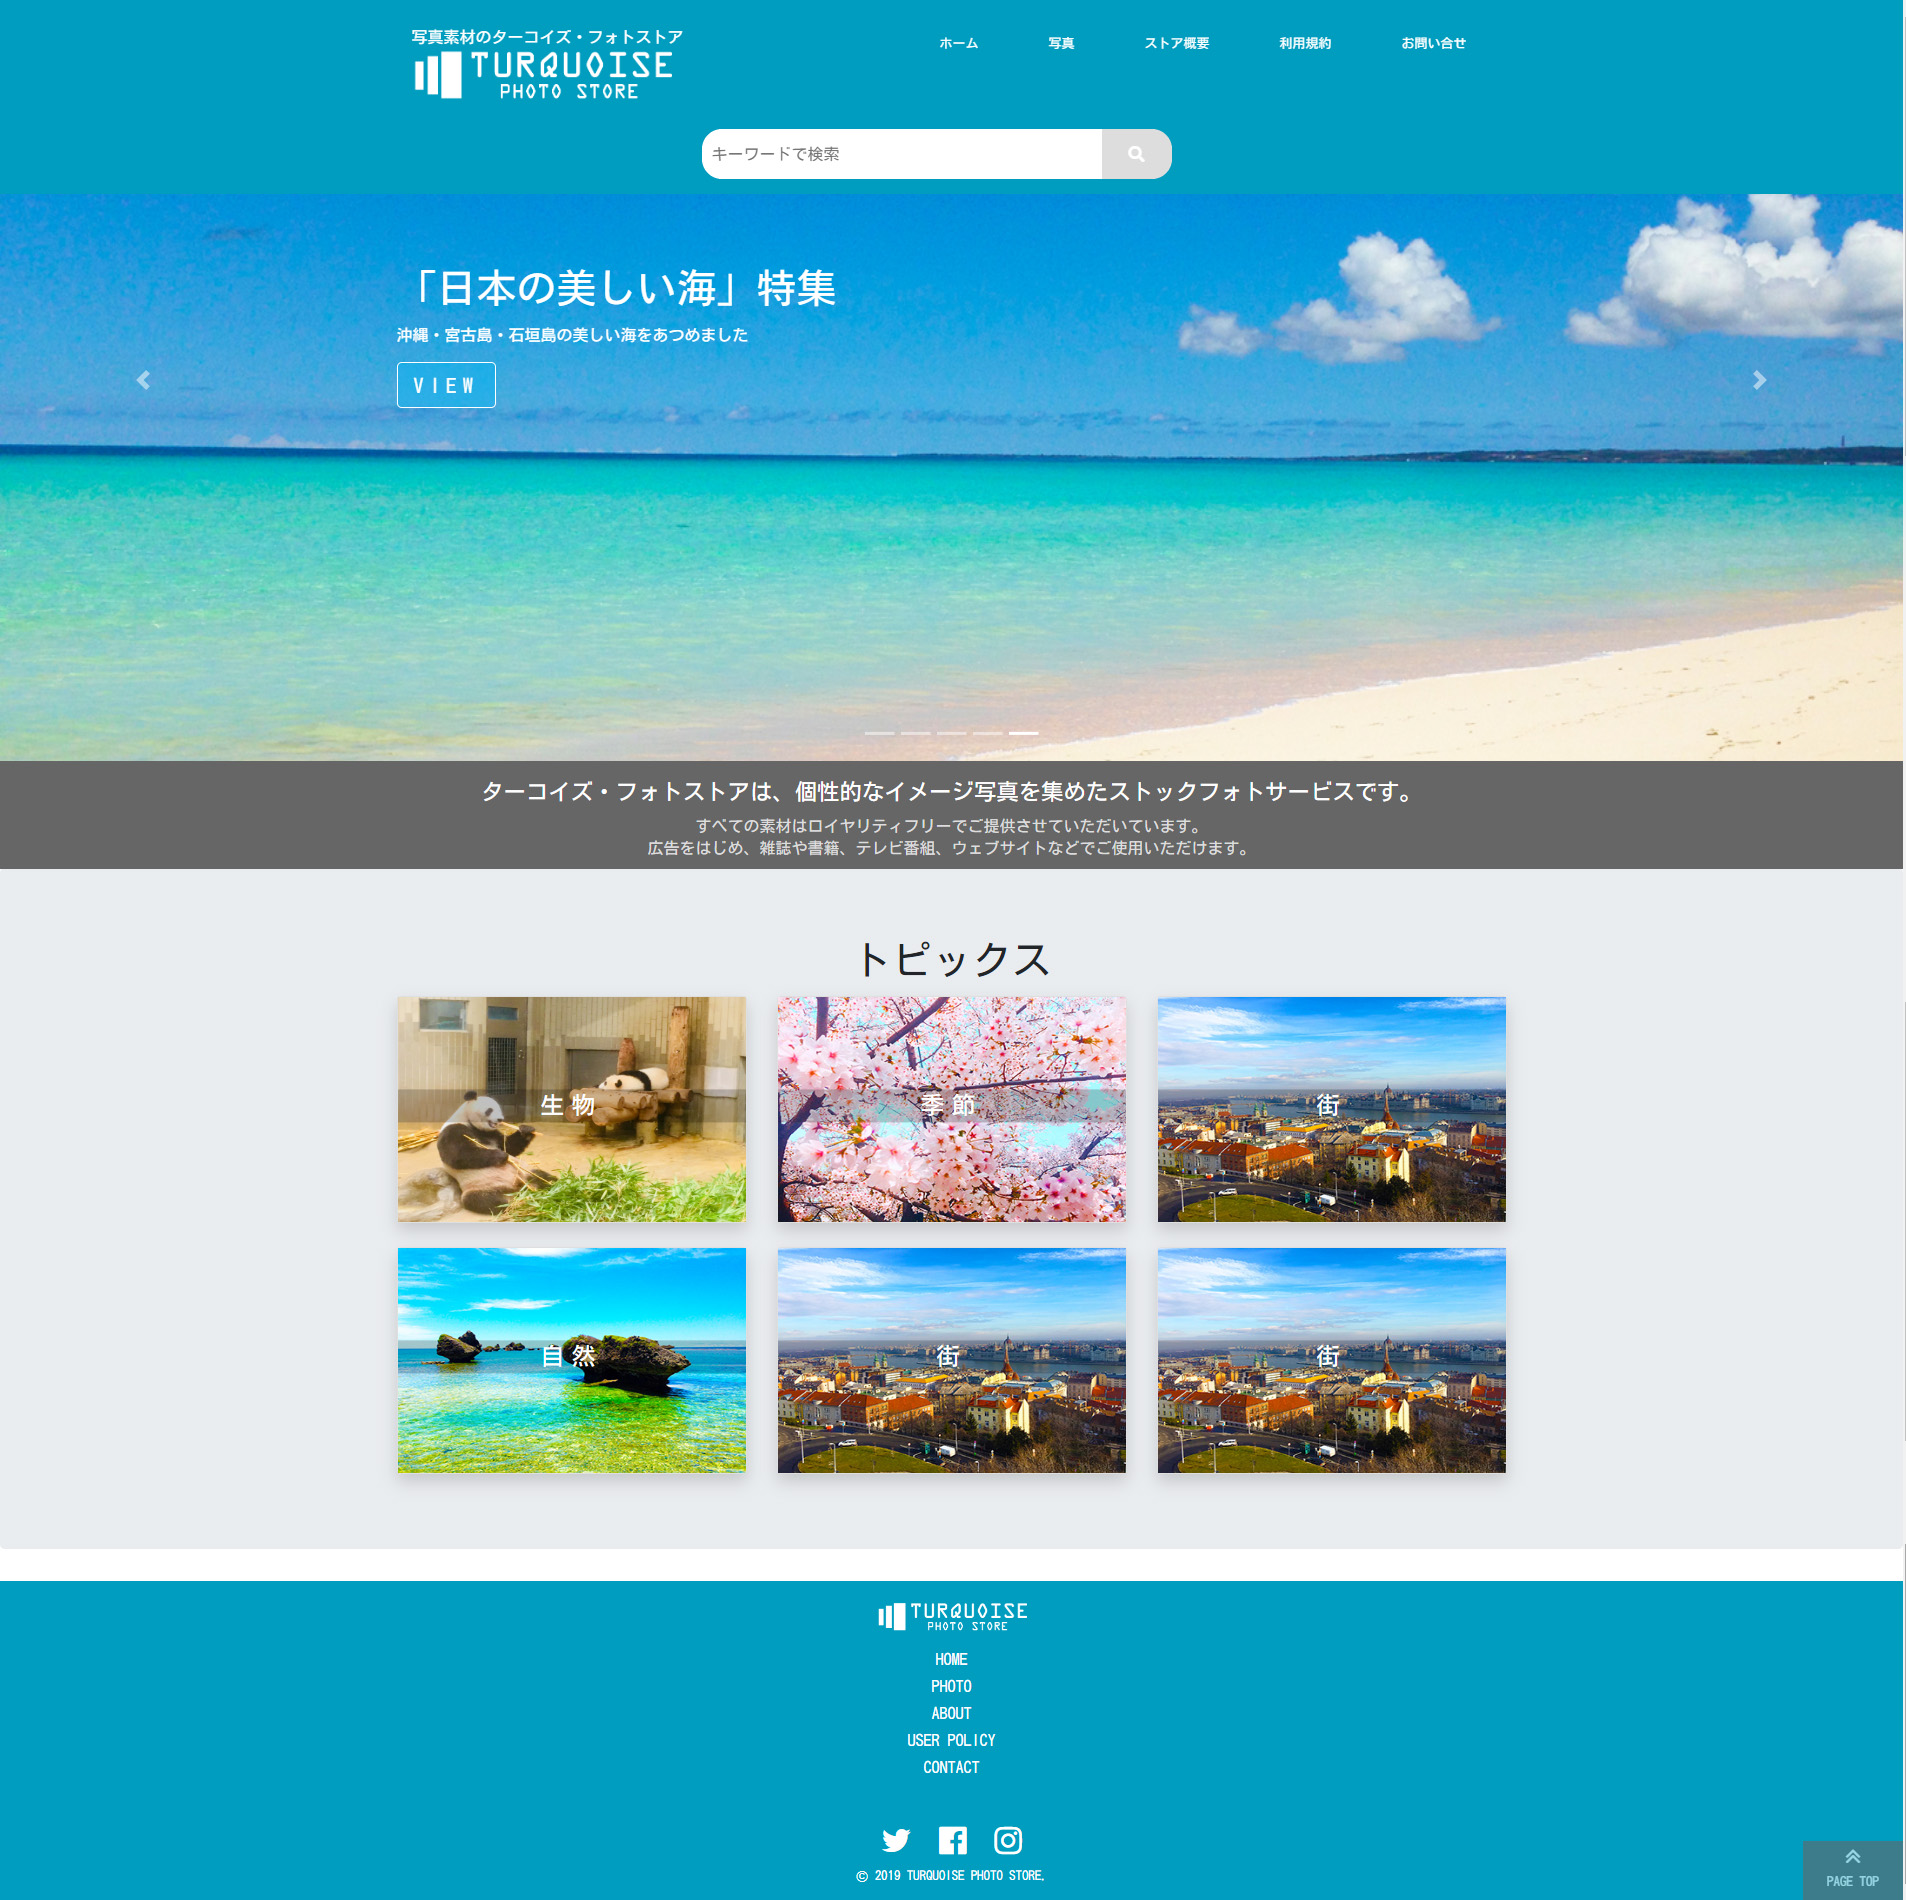 写真素材のターコイズ・フォトストア
TURQUOISE
PHOTO STORE
ホーム 写真 ストア概要 利用規約 お問い合せ
キーワードで検索
「日本の美しい海」特集
沖縄・宮古島・石垣島の美しい海をあつめました
VIEW
ターコイズ・フォトストアは、個性的なイメージ写真を集めたストックフォトサービスです。
すべての素材はロイヤリティフリーでご提供させていただいています。
広告をはじめ、雑誌や書籍、テレビ番組、ウェブサイトなどでご使用いただけます。
トピックス
生物 季節 街
自然 街 街
TURQUOISE
PHOTO STORE
HOME
PHOTO
ABOUT
USER POLICY
CONTACT
© 2019 TURQUOISE PHOTO STORE.
PAGE TOP